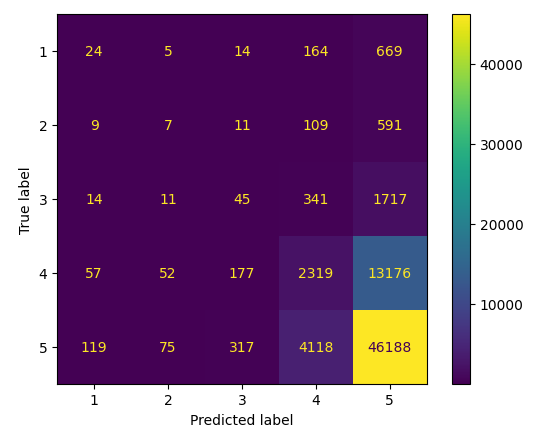 1 24 5 14 164 669
2 9 7 11 109 591
3 14 11 45 341 1717
4 57 52 177 2319 13176
5 119 75 317 4118 46188
1 2 3 4 5
Predicted label
True label
40000
30000
20000
10000